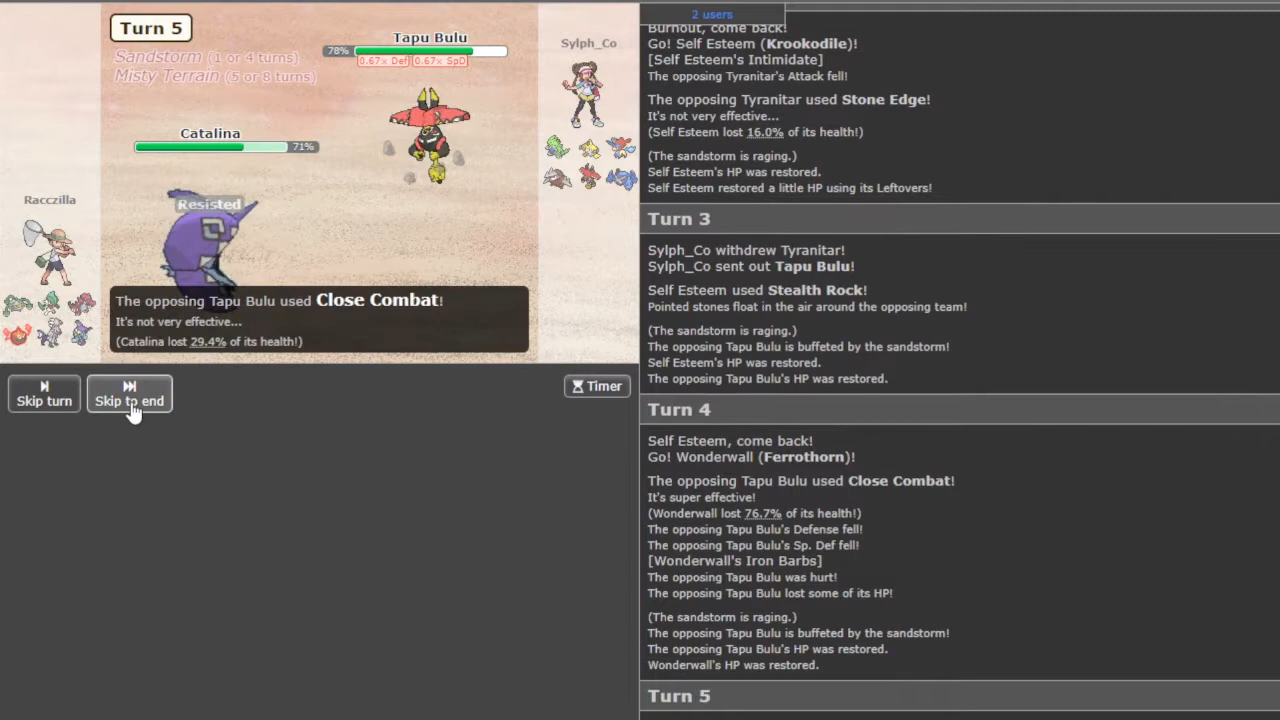 Turn 5
Sandstorm (1 or 4 turns)
Misty Terrain (5 or 8 turns)
Tapu Bulu
78%
0.67× Def 0.67× SpD
Catalina
71%
Resisted
Racczilla
Sylph_Co
The opposing Tapu Bulu used Close Combat!
It's not very effective...
(Catalina lost 29.4% of its health!)
Skip turn
Skip to end
Timer
2 users
Burnout, come back!
Go! Self Esteem (Krookodile)!
[Self Esteem's Intimidate]
The opposing Tyranitar's Attack fell!
The opposing Tyranitar used Stone Edge!
It's not very effective...
(Self Esteem lost 16.0% of its health!)
(The sandstorm is raging.)
Self Esteem's HP was restored.
Self Esteem restored a little HP using its Leftovers!
Turn 3
Sylph_Co withdrew Tyranitar!
Sylph_Co sent out Tapu Bulu!
Self Esteem used Stealth Rock!
Pointed stones float in the air around the opposing team!
(The sandstorm is raging.)
The opposing Tapu Bulu is buffeted by the sandstorm!
Self Esteem's HP was restored.
The opposing Tapu Bulu's HP was restored.
Turn 4
Self Esteem, come back!
Go! Wonderwall (Ferrothorn)!
The opposing Tapu Bulu used Close Combat!
It's super effective!
(Wonderwall lost 76.7% of its health!)
The opposing Tapu Bulu's Defense fell!
The opposing Tapu Bulu's Sp. Def fell!
[Wonderwall's Iron Barbs]
The opposing Tapu Bulu was hurt!
The opposing Tapu Bulu lost some of its HP!
(The sandstorm is raging.)
The opposing Tapu Bulu is buffeted by the sandstorm!
The opposing Tapu Bulu's HP was restored.
Wonderwall's HP was restored.
Turn 5